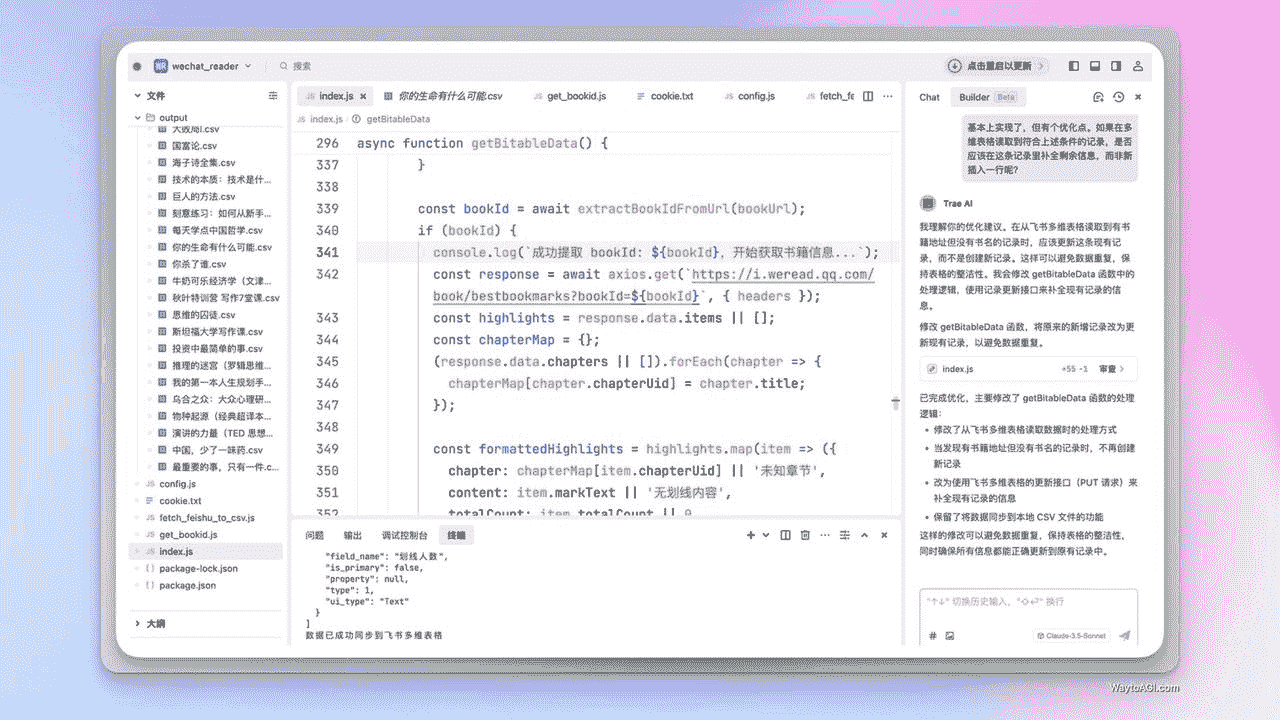 wechat_reader
搜索
点击重启以更新
文件
output
大败局I.csv
国富论.csv
海子诗全集.csv
技术的本质：技术是什...
巨人的方法.csv
刻意练习：如何从新手...
每天学点中国哲学.csv
你的生命有什么可能.csv
你杀了谁.csv
牛奶可乐经济学（文津...
秋叶特训营 写作7堂课.csv
思维的囚徒.csv
斯坦福大学写作课.csv
投资中最简单的事.csv
推理的迷宫（罗辑思维...
我的第一本人生规划手...
乌合之众：大众心理研...
物种起源（经典超译本...
演讲的力量（TED 思想...
中国，少了一味药.csv
最重要的事，只有一件.c...
JS config.js
cookie.txt
JS fetch_feishu_to_csv.js
JS get_bookid.js
JS index.js
{ } package-lock.json
{ } package.json
大纲
JS index.js
你的生命有什么可能.csv
JS get_bookid.js
cookie.txt
JS config.js
JS fetch_fe
JS index.js
getBitableData
296 async function getBitableData() {
337 }
338
339 const bookId = await extractBookIdFromUrl(bookUrl);
340 if (bookId) {
341 console.log(`成功提取 bookId: ${bookId}，开始获取书籍信息...`);
342 const response = await axios.get(`https://i.weread.qq.com/
book/bestbookmarks?bookId=${bookId}`, { headers });
343 const highlights = response.data.items || [];
344 const chapterMap = {};
345 (response.data.chapters || []).forEach(chapter => {
346 chapterMap[chapter.chapterUid] = chapter.title;
347 });
348
349 const formattedHighlights = highlights.map(item => ({
350 chapter: chapterMap[item.chapterUid] || '未知章节',
351 content: item.markText || '无划线内容',
352 totalCount: item.totalCount || 0
问题
输出
调试控制台
终端
"field_name": "划线人数",
"is_primary": false,
"property": null,
"type": 1,
"ui_type": "Text"
}
]
数据已成功同步到飞书多维表格
Chat
Builder Beta
基本上实现了，但有个优化点。如果在多
维表格读取到符合上述条件的记录，是否
应该在这条记录里补全剩余信息，而非新
插入一行呢？
Trae AI
我理解你的优化建议。在从飞书多维表格读取到有书
籍地址但没有书名的记录时，应该更新这条现有记
录，而不是创建新记录。这样可以避免数据重复，保
持表格的整洁性。我会修改 getBitableData 函数中的
处理逻辑，使用记录更新接口来补全现有记录的信
息。
修改 getBitableData 函数，将原来的新增记录改为更
新现有记录，以避免数据重复。
index.js +55 -1 审查
已完成优化，主要修改了 getBitableData 函数的处理
逻辑：
• 修改了从飞书多维表格读取数据时的处理方式
• 当发现有书籍地址但没有书名的记录时，不再创建
新记录
• 改为使用飞书多维表格的更新接口（PUT 请求）来
补全现有记录的信息
• 保留了将数据同步到本地 CSV 文件的功能
这样的修改可以避免数据重复，保持表格的整洁性，
同时确保所有信息都能正确更新到原有记录中。
"↑↓" 切换历史输入，"⇧⏎" 换行
Claude-3.5-Sonnet
WaytoAGI.com